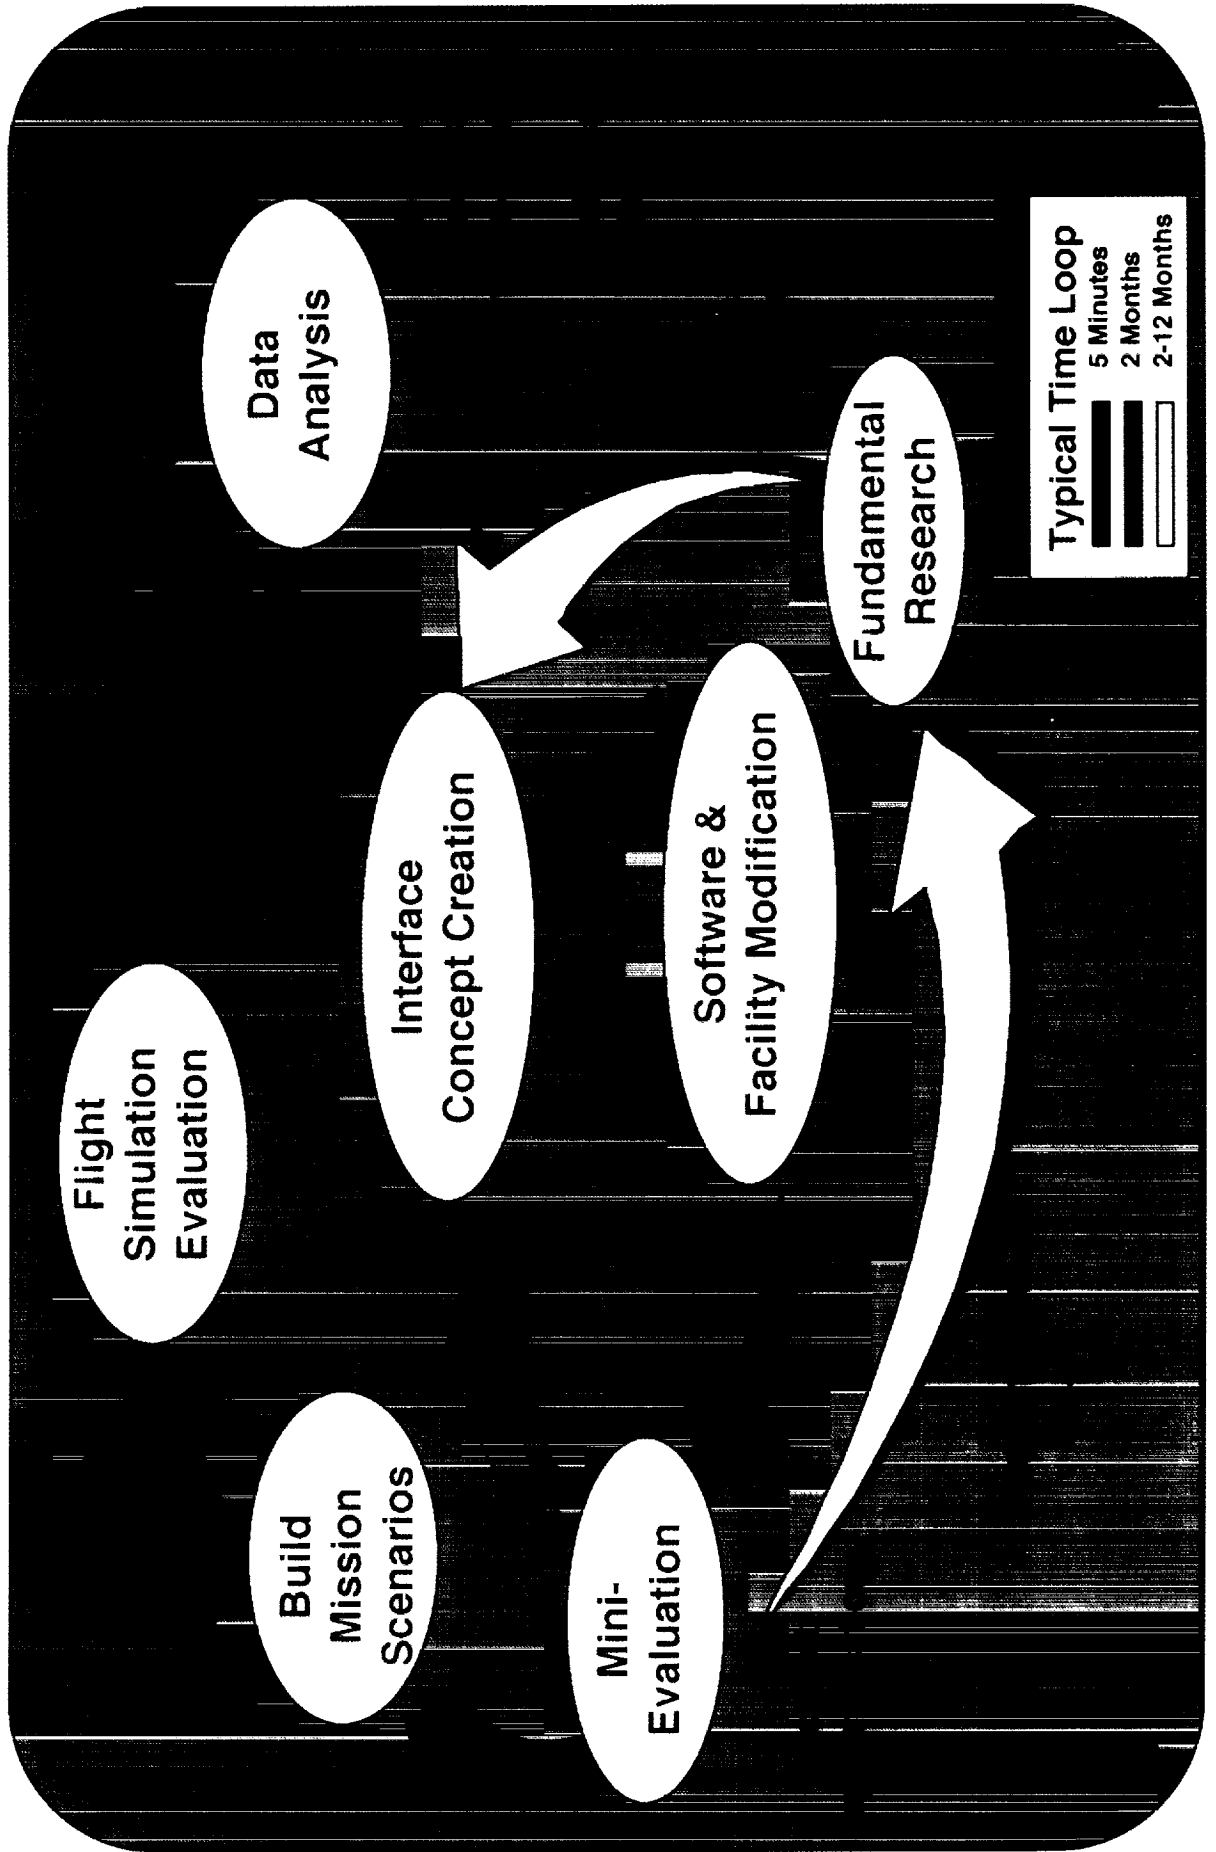 Flight
Simulation
Evaluation
Build
Mission
Scenarios
Data
Analysis
Interface
Concept Creation
Mini-
Evaluation
Software &
Facility Modification
Fundamental
Research
Typical Time Loop
5 Minutes
2 Months
2-12 Months